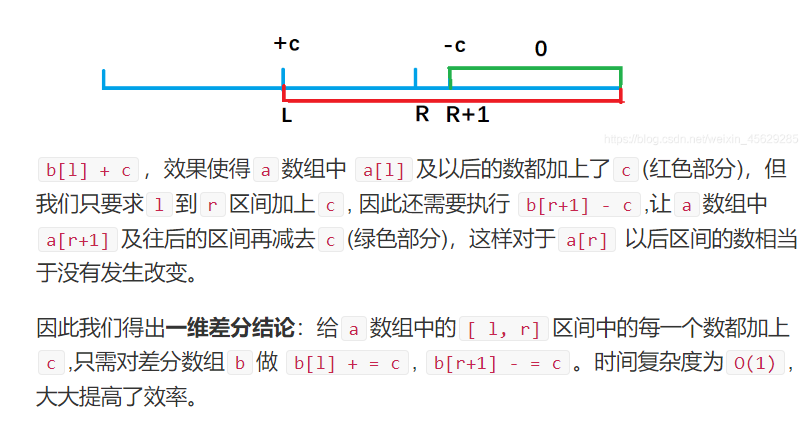 +c -c 0
L R R+1
https://blog.csdn.net/weixin_45629285
b[l] + c ，效果使得 a 数组中 a[l] 及以后的数都加上了 c (红色部分)，但
我们只要求 l 到 r 区间加上 c , 因此还需要执行 b[r+1] - c ,让 a 数组中
a[r+1] 及往后的区间再减去 c (绿色部分)，这样对于 a[r] 以后区间的数相当
于没有发生改变。
因此我们得出一维差分结论：给 a 数组中的 [ l, r] 区间中的每一个数都加上
c ,只需对差分数组 b 做 b[l] + = c , b[r+1] - = c 。时间复杂度为 O(1) ,
大大提高了效率。